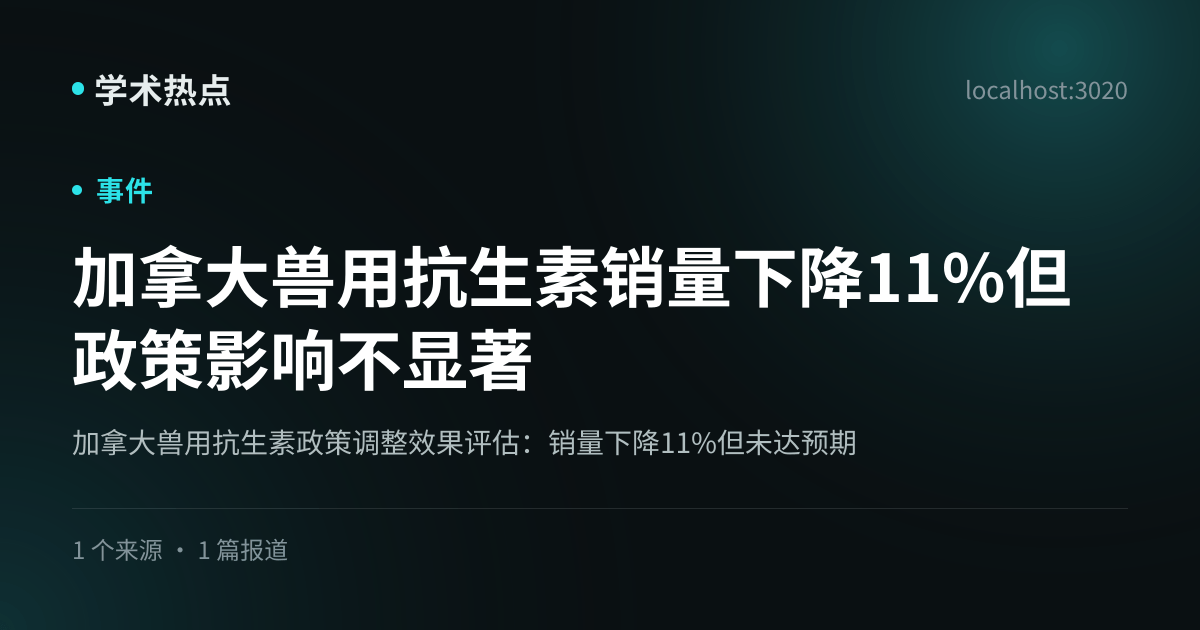 学术热点
localhost:3020
事件
加拿大兽用抗生素销量下降11%但
政策影响不显著
加拿大兽用抗生素政策调整效果评估：销量下降11%但未达预期
1 个来源 · 1 篇报道